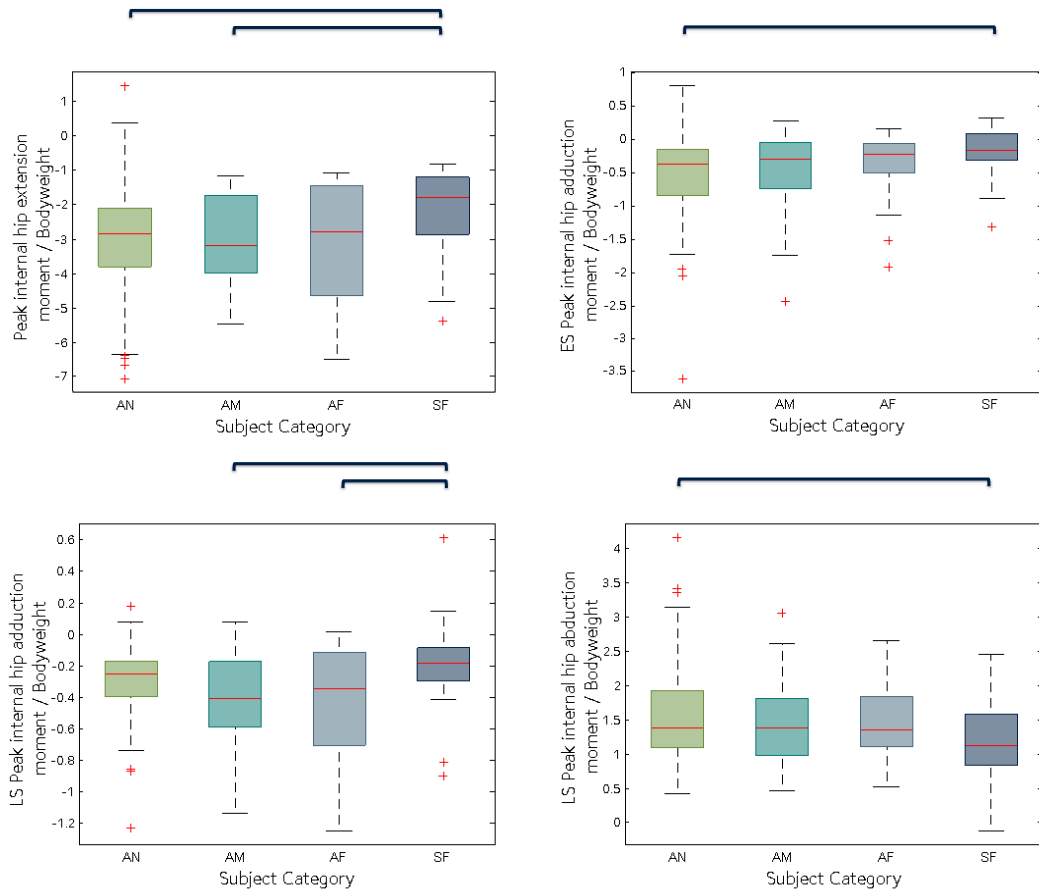 Peak internal hip extension
moment / Bodyweight
1
0
-1
-2
-3
-4
-5
-6
-7
AN AM AF SF
Subject Category
ES Peak internal hip adduction
moment / Bodyweight
1
0.5
0
-0.5
-1
-1.5
-2
-2.5
-3
-3.5
AN AM AF SF
Subject Category
LS Peak internal hip adduction
moment / Bodyweight
0.6
0.4
0.2
0
-0.2
-0.4
-0.6
-0.8
-1
-1.2
AN AM AF SF
Subject Category
LS Peak internal hip abduction
moment / Bodyweight
4
3.5
3
2.5
2
1.5
1
0.5
0
AN AM AF SF
Subject Category